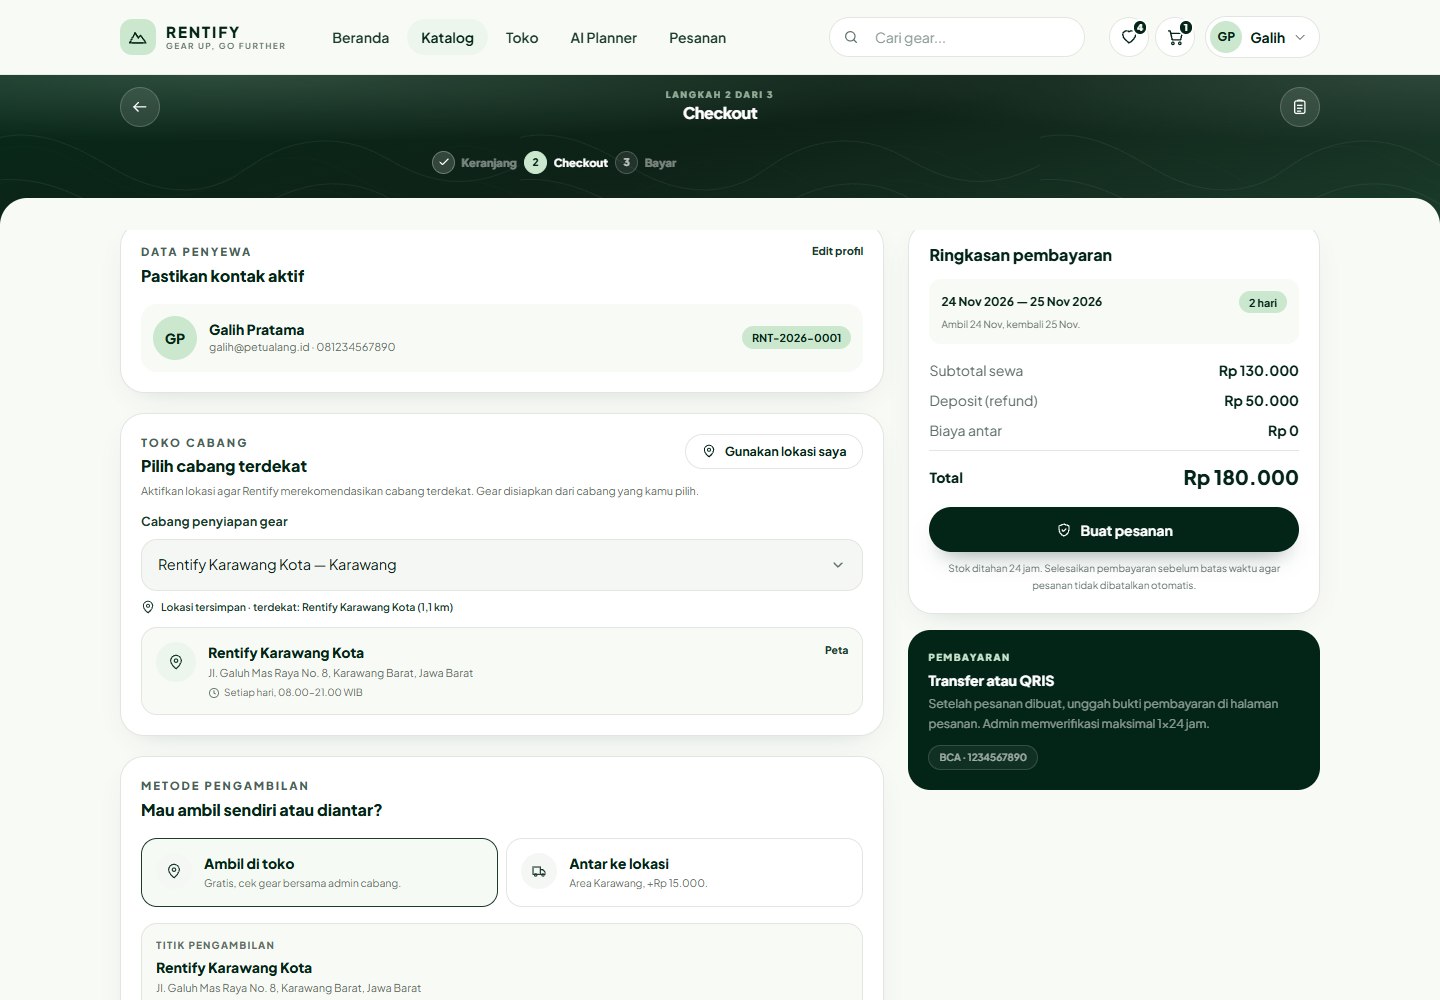 RENTIFY
GEAR UP, GO FURTHER
Beranda
Katalog
Toko
AI Planner
Pesanan
Cari gear...
4
1
GP
Galih
LANGKAH 2 DARI 3
Checkout
Keranjang
2
Checkout
3
Bayar
DATA PENYEWA
Edit profil
Pastikan kontak aktif
GP
Galih Pratama
galih@petualang.id · 081234567890
RNT-2026-0001
TOKO CABANG
Pilih cabang terdekat
Gunakan lokasi saya
Aktifkan lokasi agar Rentify merekomendasikan cabang terdekat. Gear disiapkan dari cabang yang kamu pilih.
Cabang penyiapan gear
Rentify Karawang Kota — Karawang
Lokasi tersimpan · terdekat: Rentify Karawang Kota (1,1 km)
Rentify Karawang Kota
Peta
Jl. Galuh Mas Raya No. 8, Karawang Barat, Jawa Barat
Setiap hari, 08.00–21.00 WIB
METODE PENGAMBILAN
Mau ambil sendiri atau diantar?
Ambil di toko
Gratis, cek gear bersama admin cabang.
Antar ke lokasi
Area Karawang, +Rp 15.000.
TITIK PENGAMBILAN
Rentify Karawang Kota
Jl. Galuh Mas Raya No. 8, Karawang Barat, Jawa Barat
Ringkasan pembayaran
24 Nov 2026 — 25 Nov 2026
2 hari
Ambil 24 Nov, kembali 25 Nov.
Subtotal sewa
Rp 130.000
Deposit (refund)
Rp 50.000
Biaya antar
Rp 0
Total
Rp 180.000
Buat pesanan
Stok ditahan 24 jam. Selesaikan pembayaran sebelum batas waktu agar
pesanan tidak dibatalkan otomatis.
PEMBAYARAN
Transfer atau QRIS
Setelah pesanan dibuat, unggah bukti pembayaran di halaman
pesanan. Admin memverifikasi maksimal 1×24 jam.
BCA · 1234567890